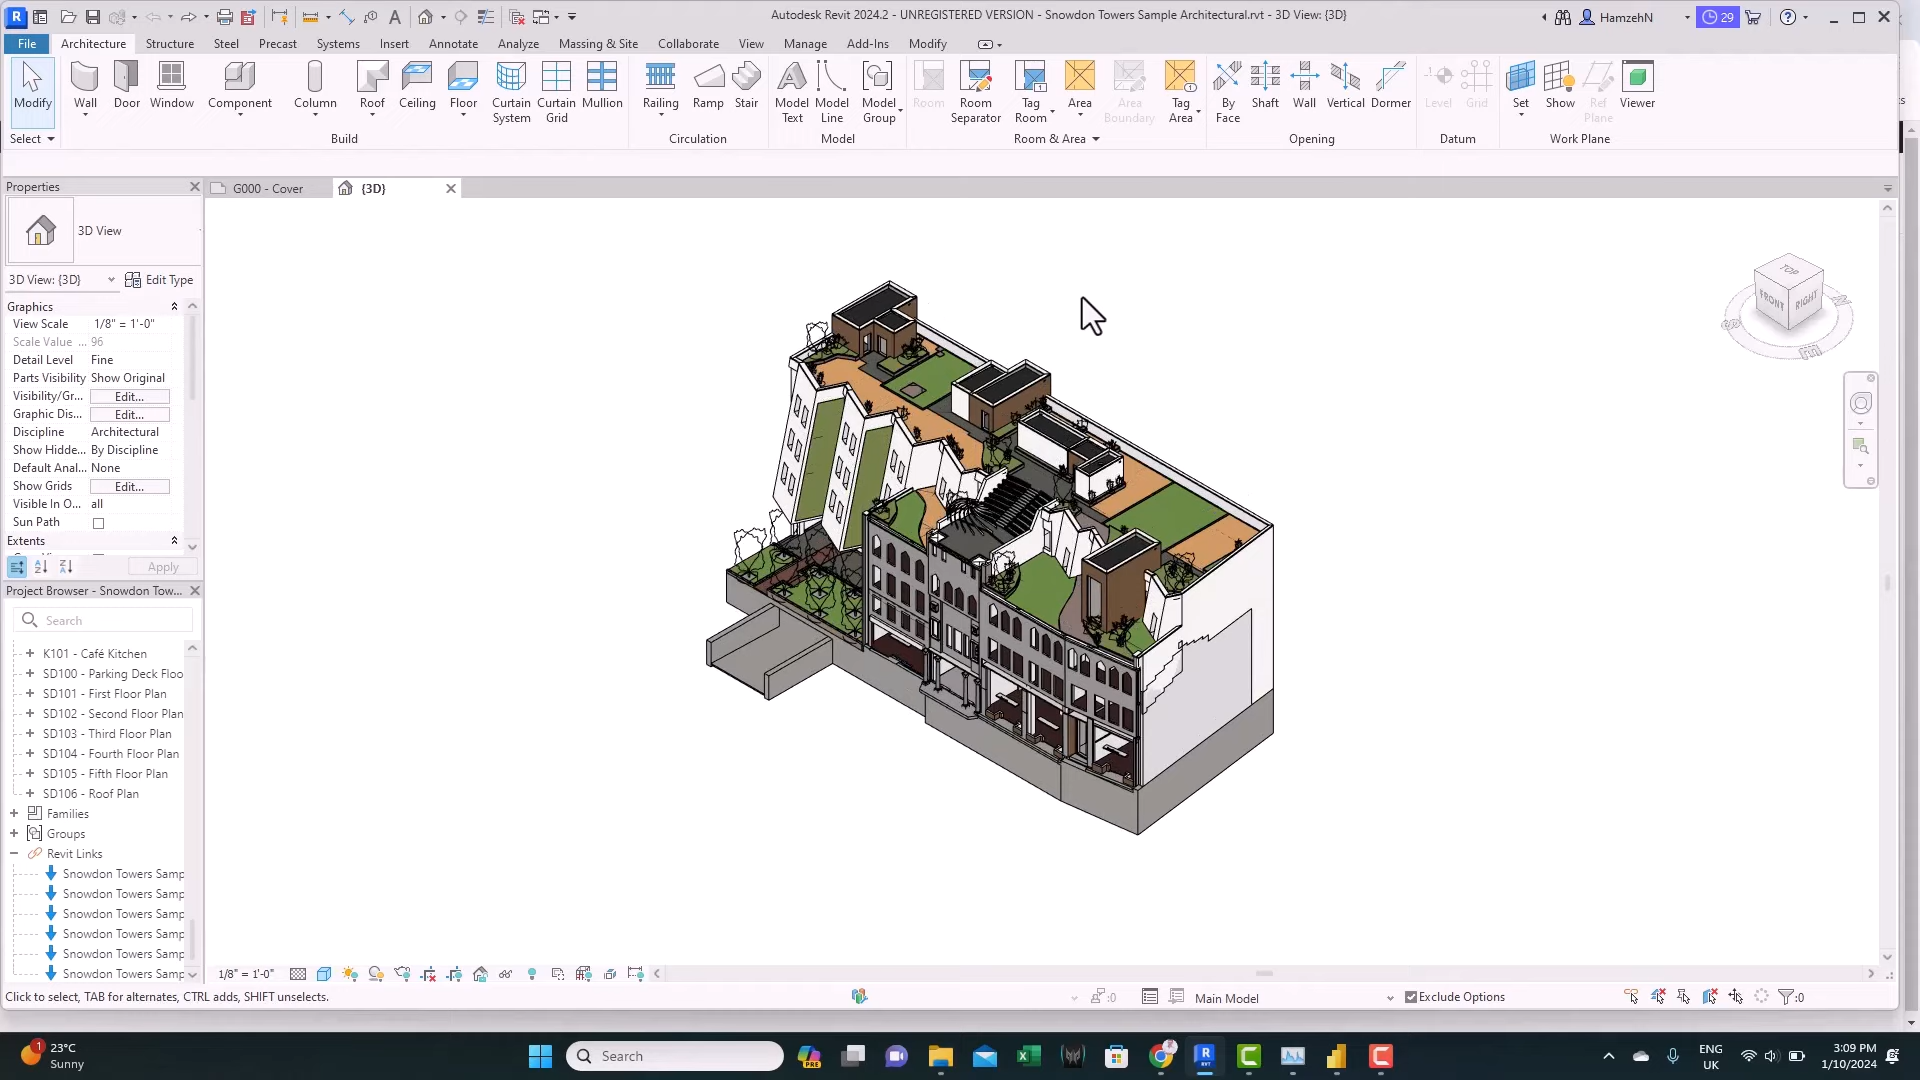 Autodesk Revit 2024.2 - UNREGISTERED VERSION - Snowdon Towers Sample Architectural.rvt - 3D View: {3D}
HamzehN
29
File Architecture Structure Steel Precast Systems Insert Annotate Analyze Massing & Site Collaborate View Manage Add-Ins Modify
Modify Wall Door Window Component Column Roof Ceiling Floor Curtain System Curtain Grid Mullion Railing Ramp Stair Model Text Model Line Model Group Room Room Separator Tag Room Area Area Boundary Tag Area By Face Shaft Wall Vertical Dormer Level Grid Set Show Ref Plane Viewer
Select Build Circulation Model Room & Area Opening Datum Work Plane
Properties
G000 - Cover {3D}
3D View
3D View: {3D} Edit Type
Graphics
View Scale 1/8" = 1'-0"
Scale Value ... 96
Detail Level Fine
Parts Visibility Show Original
Visibility/Gr... Edit...
Graphic Dis... Edit...
Discipline Architectural
Show Hidde... By Discipline
Default Anal... None
Show Grids Edit...
Visible In O... all
Sun Path
Extents
Apply
Project Browser - Snowdon Tow...
Search
K101 - Café Kitchen
SD100 - Parking Deck Floo
SD101 - First Floor Plan
SD102 - Second Floor Plan
SD103 - Third Floor Plan
SD104 - Fourth Floor Plan
SD105 - Fifth Floor Plan
SD106 - Roof Plan
Families
Groups
Revit Links
Snowdon Towers Samp
Snowdon Towers Samp
Snowdon Towers Samp
Snowdon Towers Samp
Snowdon Towers Samp
Snowdon Towers Samp
TOP
FRONT RIGHT
1/8" = 1'-0"
Click to select, TAB for alternates, CTRL adds, SHIFT unselects.
:0
Main Model
Exclude Options
:0
1
23°C
Sunny
Search
PRE
ENG
UK
3:09 PM
1/10/2024